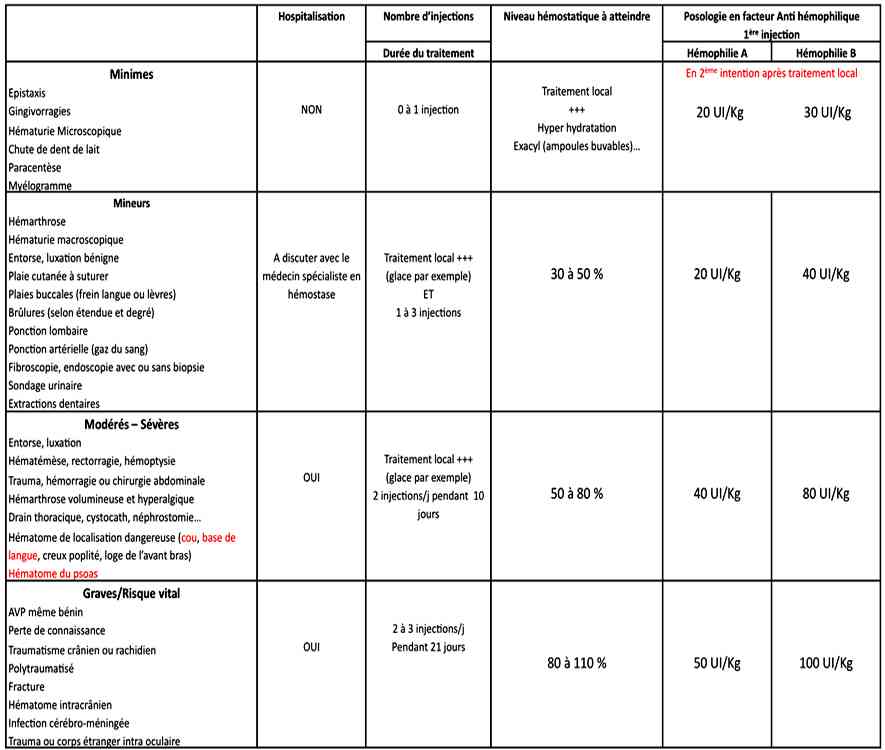 Hospitalisation
Nombre d'injections
Durée du traitement
Niveau hémostatique à atteindre
Posologie en facteur Anti hémophilique
1ère injection
Hémophilie A
Hémophilie B
Minimes
Epistaxis
Gingivorragies
Hématurie Microscopique
Chute de dent de lait
Paracentèse
Myélogramme
NON
0 à 1 injection
Traitement local
+++
Hyper hydratation
Exacyl (ampoules buvables)...
En 2ème intention après traitement local
20 UI/Kg
30 UI/Kg
Mineurs
Hémarthrose
Hématurie macroscopique
Entorse, luxation bénigne
Plaie cutanée à suturer
Plaies buccales (frein langue ou lèvres)
Brûlures (selon étendue et degré)
Ponction lombaire
Ponction artérielle (gaz du sang)
Fibroscopie, endoscopie avec ou sans biopsie
Sondage urinaire
Extractions dentaires
A discuter avec le
médecin spécialiste en
hémostase
Traitement local +++
(glace par exemple)
ET
1 à 3 injections
30 à 50 %
20 UI/Kg
40 UI/Kg
Modérés – Sévères
Entorse, luxation
Hématémèse, rectorragie, hémoptysie
Trauma, hémorragie ou chirurgie abdominale
Hémarthrose volumineuse et hyperalgique
Drain thoracique, cystocath, néphrostomie...
Hématome de localisation dangereuse (cou, base de
langue, creux poplité, loge de l'avant bras)
Hématome du psoas
OUI
Traitement local +++
(glace par exemple)
2 injections/j pendant 10
jours
50 à 80 %
40 UI/Kg
80 UI/Kg
Graves/Risque vital
AVP même bénin
Perte de connaissance
Traumatisme crânien ou rachidien
Polytraumatisé
Fracture
Hématome intracrânien
Infection cérébro-méningée
Trauma ou corps étranger intra oculaire
OUI
2 à 3 injections/j
Pendant 21 jours
80 à 110 %
50 UI/Kg
100 UI/Kg